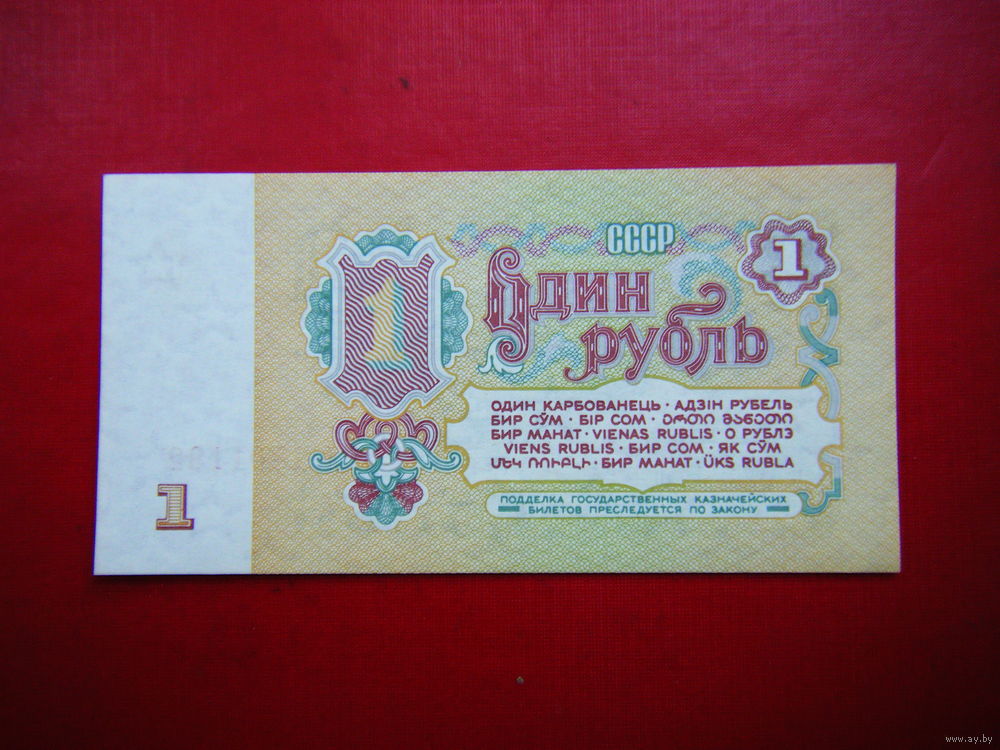 СССР
1
1
Один
рубль
ОДИН КАРБОВАНЕЦЬ · АДЗІН РУБЕЛЬ
БИР СЎМ · БІР СОМ · ᲔᲠᲗᲘ ᲛᲐᲜᲔᲗᲘ
БИР МАНАТ · VIENAS RUBLIS · О РУБЛЭ
VIENS RUBLIS · БИР СОМ · ЯК СЎМ
ՄԵԿ ՌՈՒԲԼԻ · БИР МАНАТ · ÜKS RUBLA
ПОДДЕЛКА ГОСУДАРСТВЕННЫХ КАЗНАЧЕЙСКИХ
БИЛЕТОВ ПРЕСЛЕДУЕТСЯ ПО ЗАКОНУ
1
www.ay.by